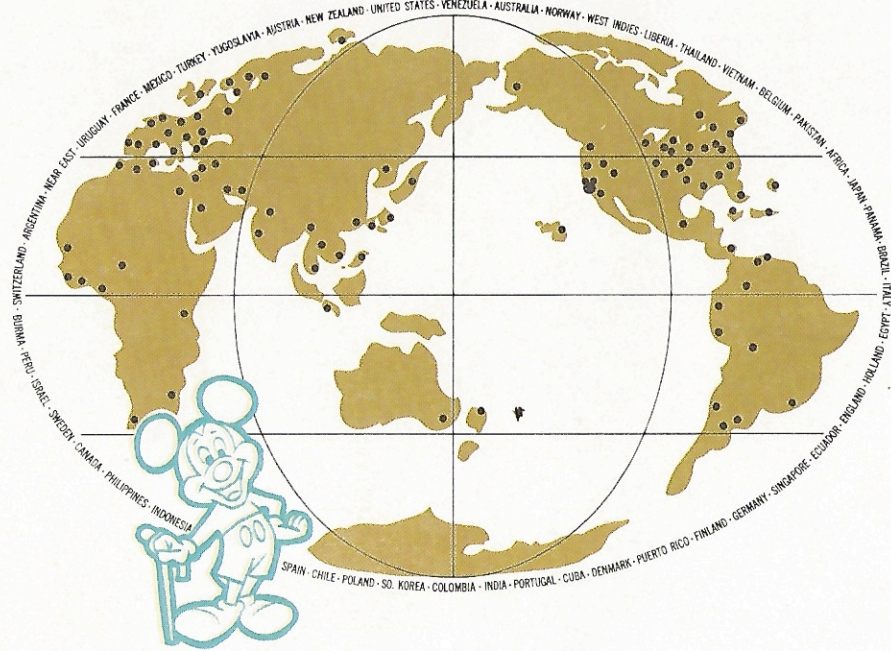 BURMA · SWITZERLAND · ARGENTINA · NEAR EAST · URUGUAY · FRANCE · MEXICO · TURKEY · YUGOSLAVIA · AUSTRIA · NEW ZEALAND · UNITED STATES · VENEZUELA · AUSTRALIA · NORWAY · WEST INDIES · LIBERIA · THAILAND · VIETNAM · BELGIUM · PAKISTAN · AFRICA · JAPAN · PANAMA · BRAZIL · ITALY · EGYPT · HOLLAND · ENGLAND · ECUADOR · SINGAPORE · GERMANY · FINLAND · PUERTO RICO · DENMARK · CUBA · PORTUGAL · INDIA · COLOMBIA · SO. KOREA · POLAND · CHILE · SPAIN
PERU · ISRAEL · SWEDEN · CANADA · PHILIPPINES · INDONESIA